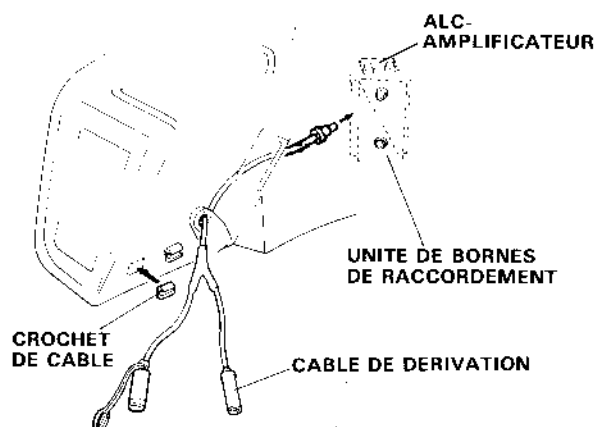 ALC-
AMPLIFICATEUR
UNITE DE BORNES
DE RACCORDEMENT
CROCHET
DE CABLE
CABLE DE DERIVATION